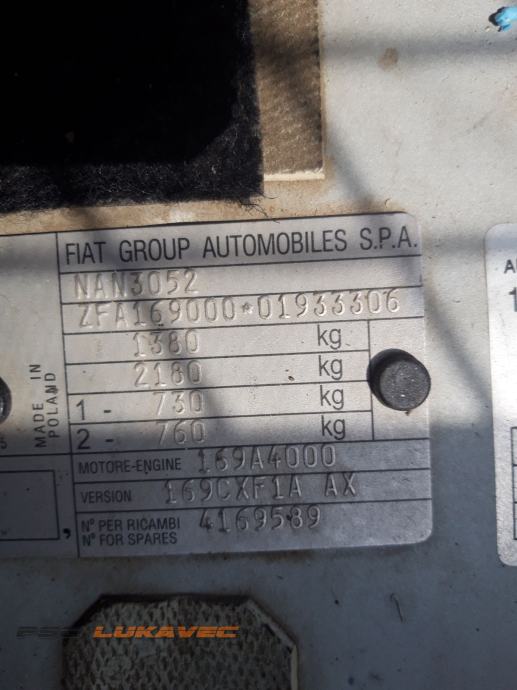 FIAT GROUP AUTOMOBILES S.P.A.
NAN3052
ZFA169000*01933306
1380 kg
2180 kg
1 - 730 kg
2 - 760 kg
MOTORE-ENGINE 169A4000
VERSION 169CXF1A AX
N° PER RICAMBI
N° FOR SPARES 4169589
MADE IN
POLAND
LUKAVEC